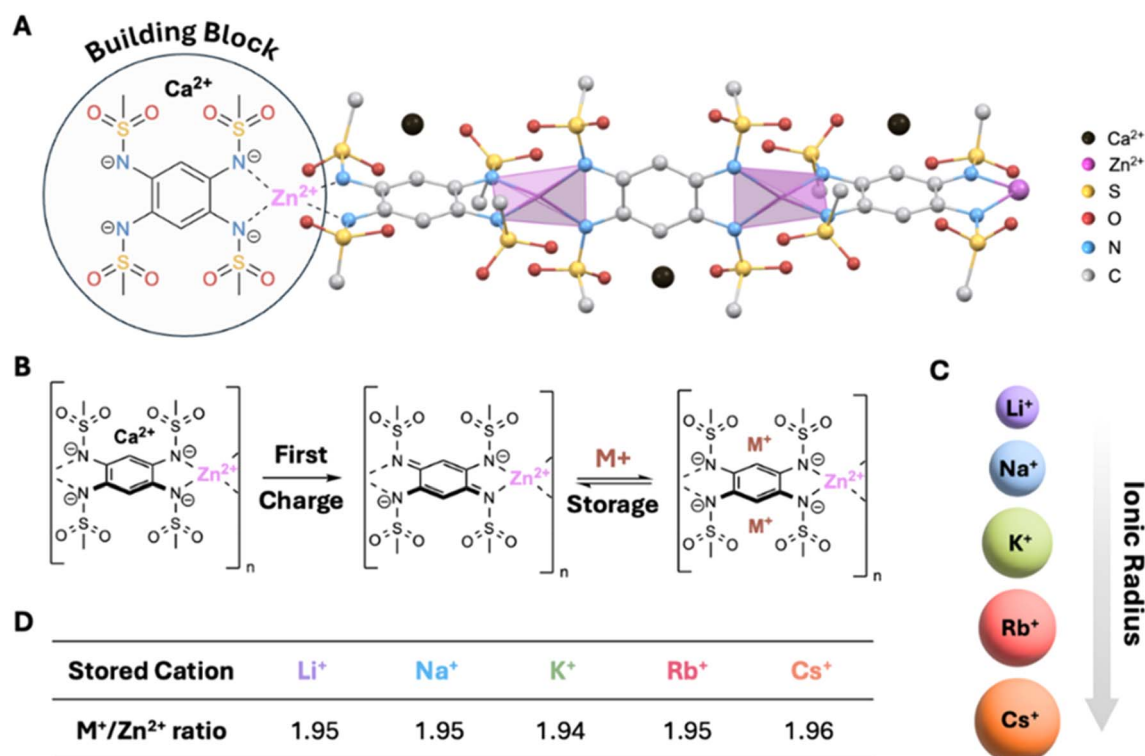 A
Building Block
Ca²⁺
O S O O S O
⊖N N⊖
Zn²⁺
⊖N N⊖
O S O O S O
Ca²⁺
Zn²⁺
S
O
N
C
B
O S O O S O
⊖N Ca²⁺ N⊖
Zn²⁺
⊖N N⊖
O S O O S O
n
First
Charge
O S O O S O
N N⊖
Zn²⁺
⊖N N
O S O O S O
n
M+
Storage
O S O O S O
⊖N M⁺ N⊖
Zn²⁺
⊖N M⁺ N⊖
O S O O S O
n
C
Li⁺
Na⁺
K⁺
Rb⁺
Cs⁺
Ionic Radius
D
Stored Cation Li⁺ Na⁺ K⁺ Rb⁺ Cs⁺
M⁺/Zn²⁺ ratio 1.95 1.95 1.94 1.95 1.96